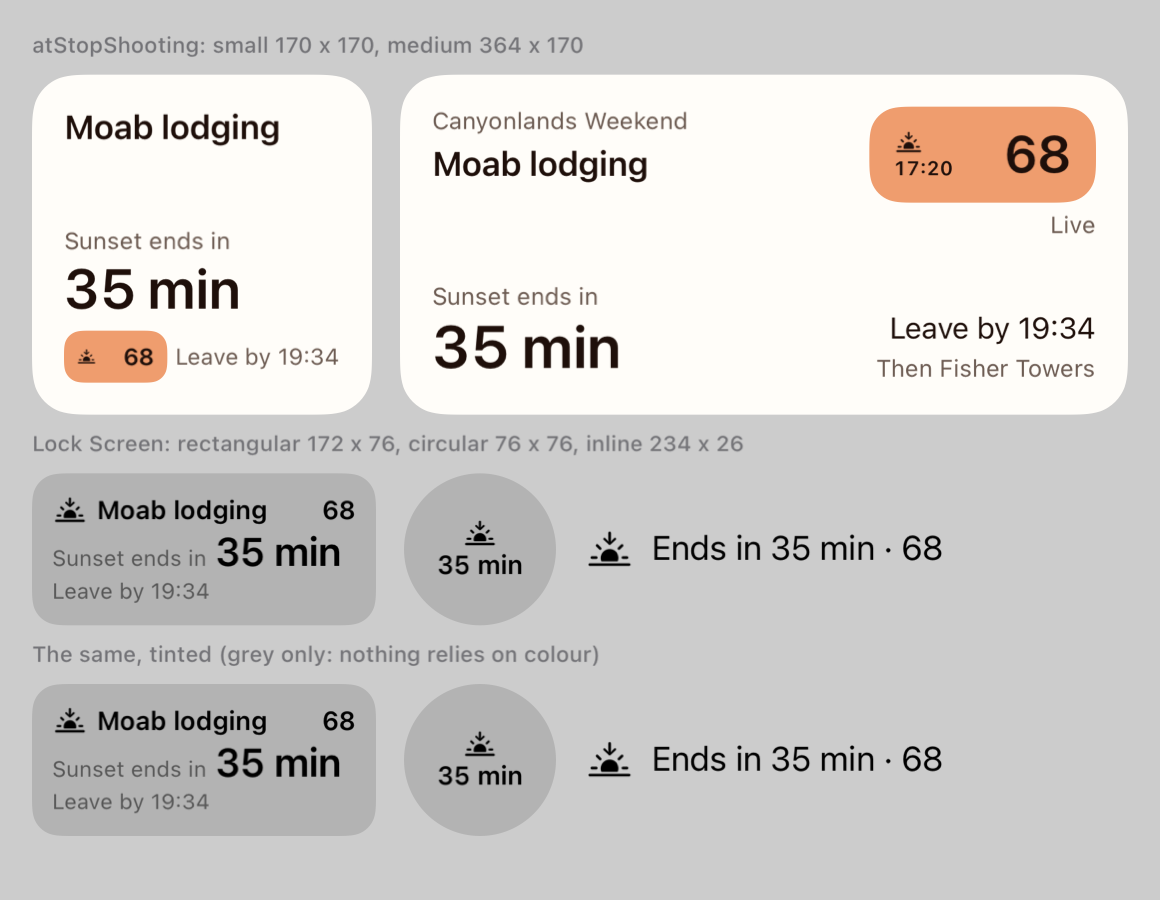 atStopShooting: small 170 x 170, medium 364 x 170
Moab lodging
Sunset ends in
35 min
68
Leave by 19:34
Canyonlands Weekend
Moab lodging
17:20
68
Live
Sunset ends in
35 min
Leave by 19:34
Then Fisher Towers
Lock Screen: rectangular 172 x 76, circular 76 x 76, inline 234 x 26
Moab lodging 68
Sunset ends in 35 min
Leave by 19:34
35 min
Ends in 35 min · 68
The same, tinted (grey only: nothing relies on colour)
Moab lodging 68
Sunset ends in 35 min
Leave by 19:34
35 min
Ends in 35 min · 68